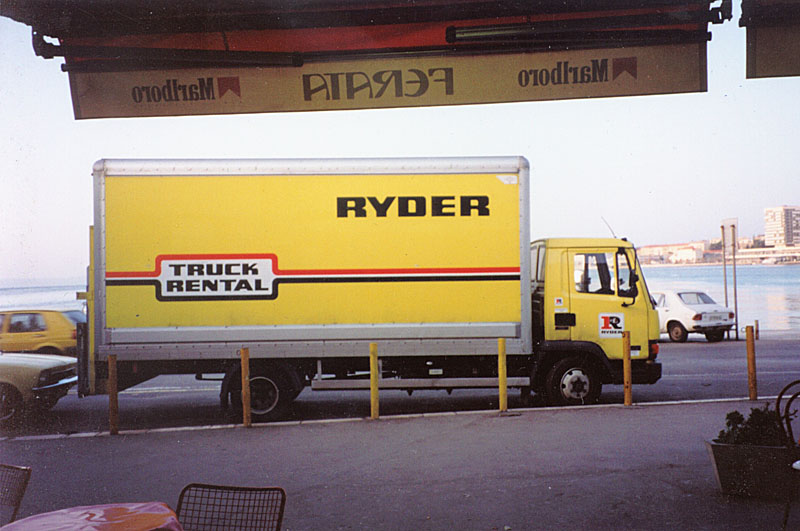 Marlboro FERATA Marlboro
RYDER
TRUCK
RENTAL
R
RYDER